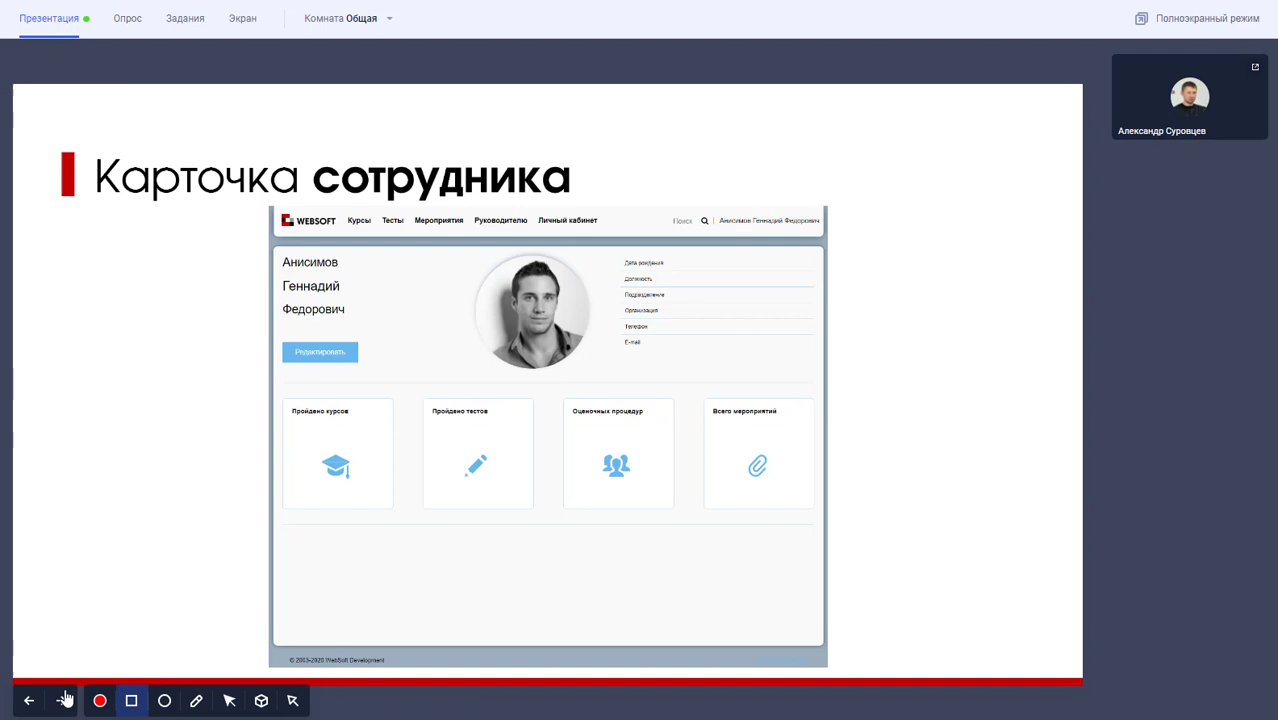 Презентация Опрос Задания Экран Комната Общая Полноэкранный режим
Александр Суровцев
Карточка сотрудника
WEBSOFT Курсы Тесты Мероприятия Руководителю Личный кабинет Поиск Анисимов Геннадий Федорович
Анисимов
Геннадий
Федорович
Редактировать
Дата рождения
Должность
Подразделение
Организация
Телефон
E-mail
Пройдено курсов Пройдено тестов Оценочных процедур Всего мероприятий
© 2003-2020 WebSoft Development